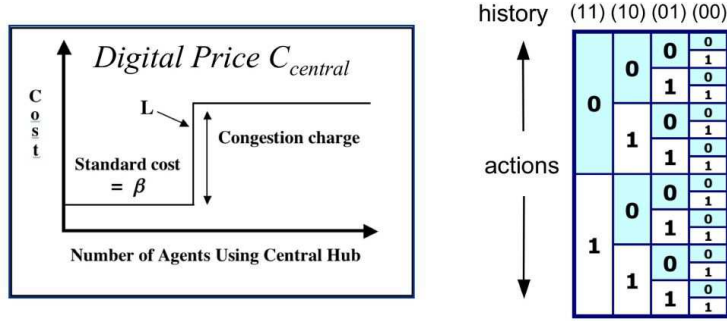 Digital Price C central
C
o
s
t
L
Congestion charge
Standard cost
= β
Number of Agents Using Central Hub
history (11) (10) (01) (00)
actions
0
1
0
1
0
1
0
1
0
1
0
1
0
1
0
1
0
1
0
1
0
1
0
1
0
1
0
1
0
1